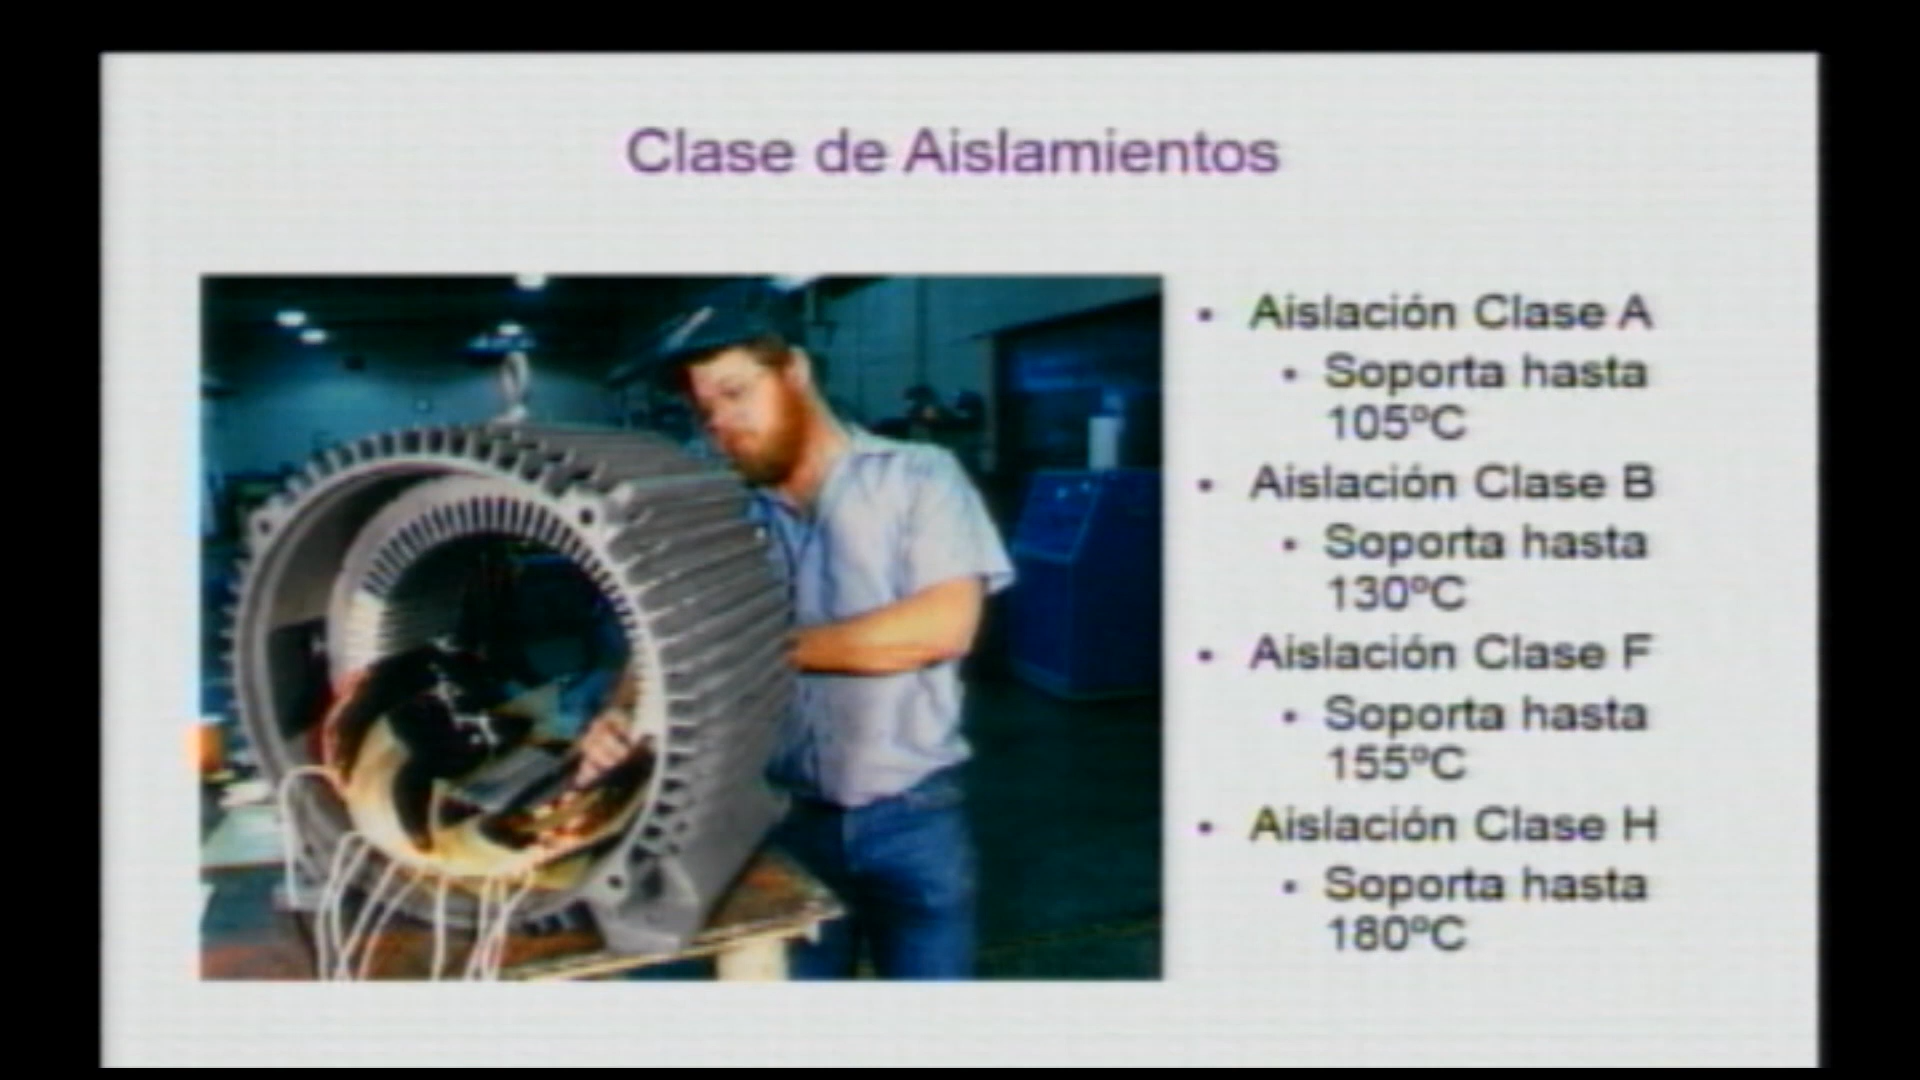 Clase de Aislamientos
• Aislación Clase A
• Soporta hasta
105ºC
• Aislación Clase B
• Soporta hasta
130ºC
• Aislación Clase F
• Soporta hasta
155ºC
• Aislación Clase H
• Soporta hasta
180ºC